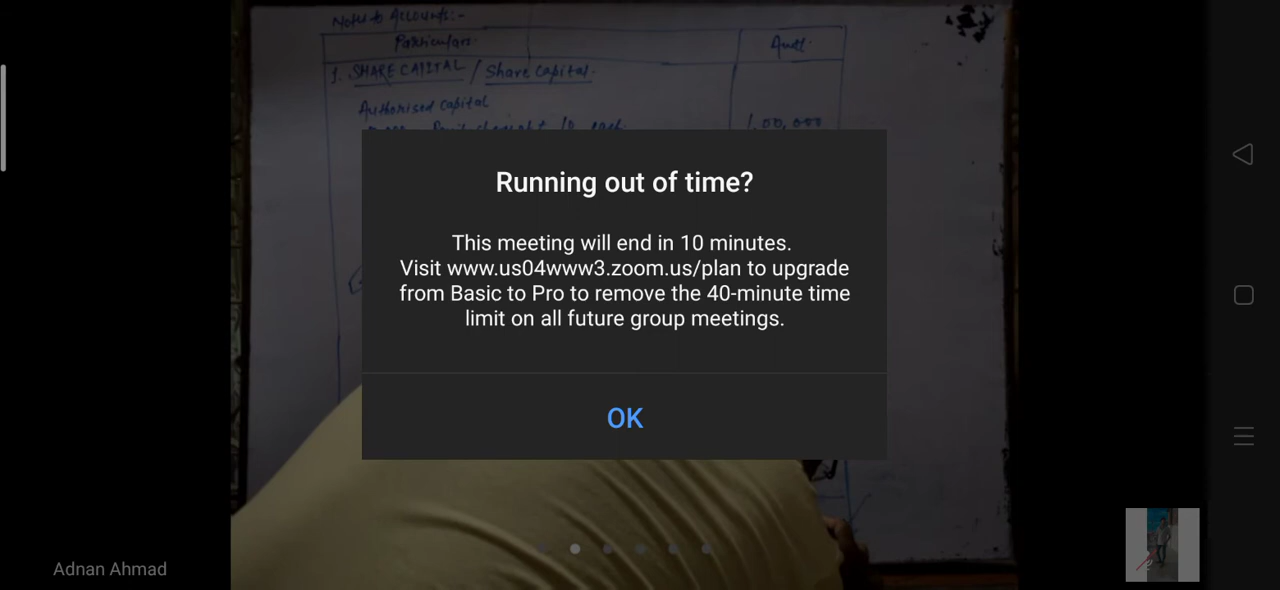 Notes to Accounts:-
Particulars Amt.
1. SHARE CAPITAL / Share Capital.
Authorised Capital
each 1,00,000
Running out of time?
This meeting will end in 10 minutes.
Visit www.us04www3.zoom.us/plan to upgrade
from Basic to Pro to remove the 40-minute time
limit on all future group meetings.
OK
Adnan Ahmad